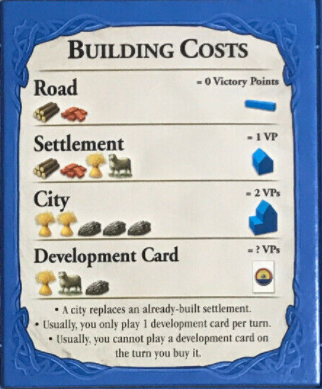 BUILDING COSTS
Road = 0 Victory Points
Settlement = 1 VP
City = 2 VPs
Development Card = ? VPs
• A city replaces an already-built settlement.
• Usually, you only play 1 development card per turn.
• Usually, you cannot play a development card on
the turn you buy it.